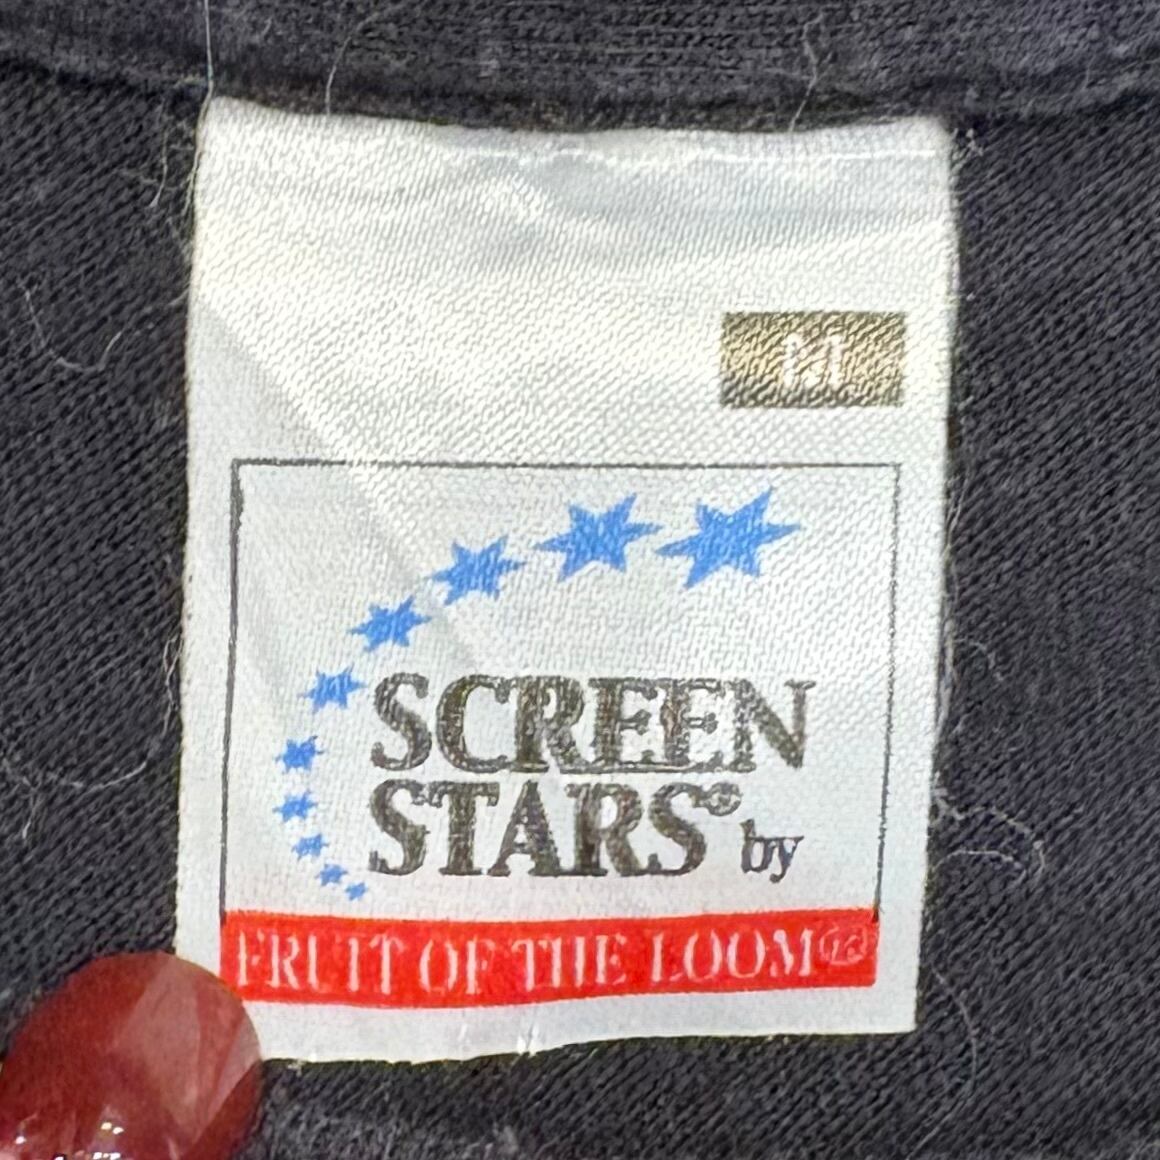 M
SCREEN
STARS® by
FRUIT OF THE LOOM®